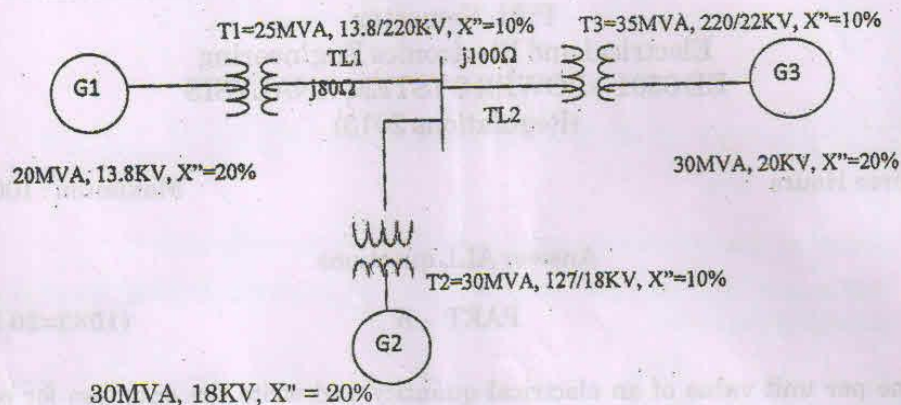 T1=25MVA, 13.8/220KV, X”=10%
T3=35MVA, 220/22KV, X”=10%
TL1
j100Ω
G1
j80Ω
G3
TL2
20MVA, 13.8KV, X”=20%
30MVA, 20KV, X”=20%
T2=30MVA, 127/18KV, X”=10%
G2
30MVA, 18KV, X" = 20%